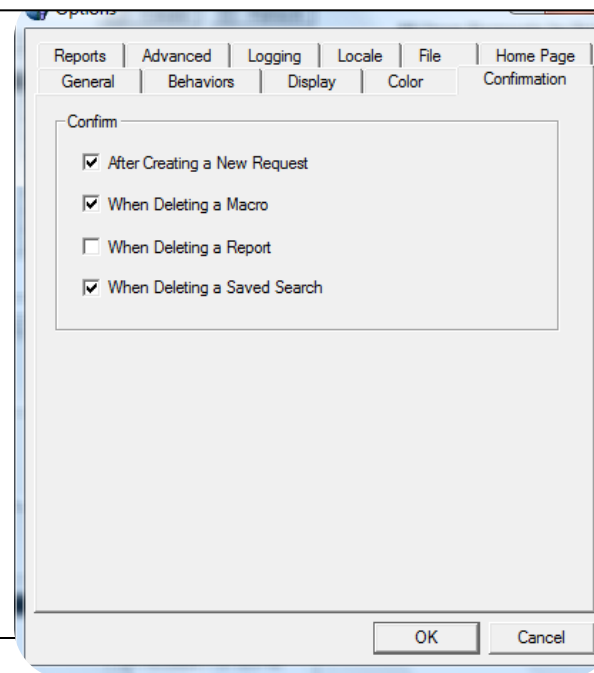 Options
Reports Advanced Logging Locale File Home Page
General Behaviors Display Color Confirmation
Confirm
After Creating a New Request
When Deleting a Macro
When Deleting a Report
When Deleting a Saved Search
OK Cancel